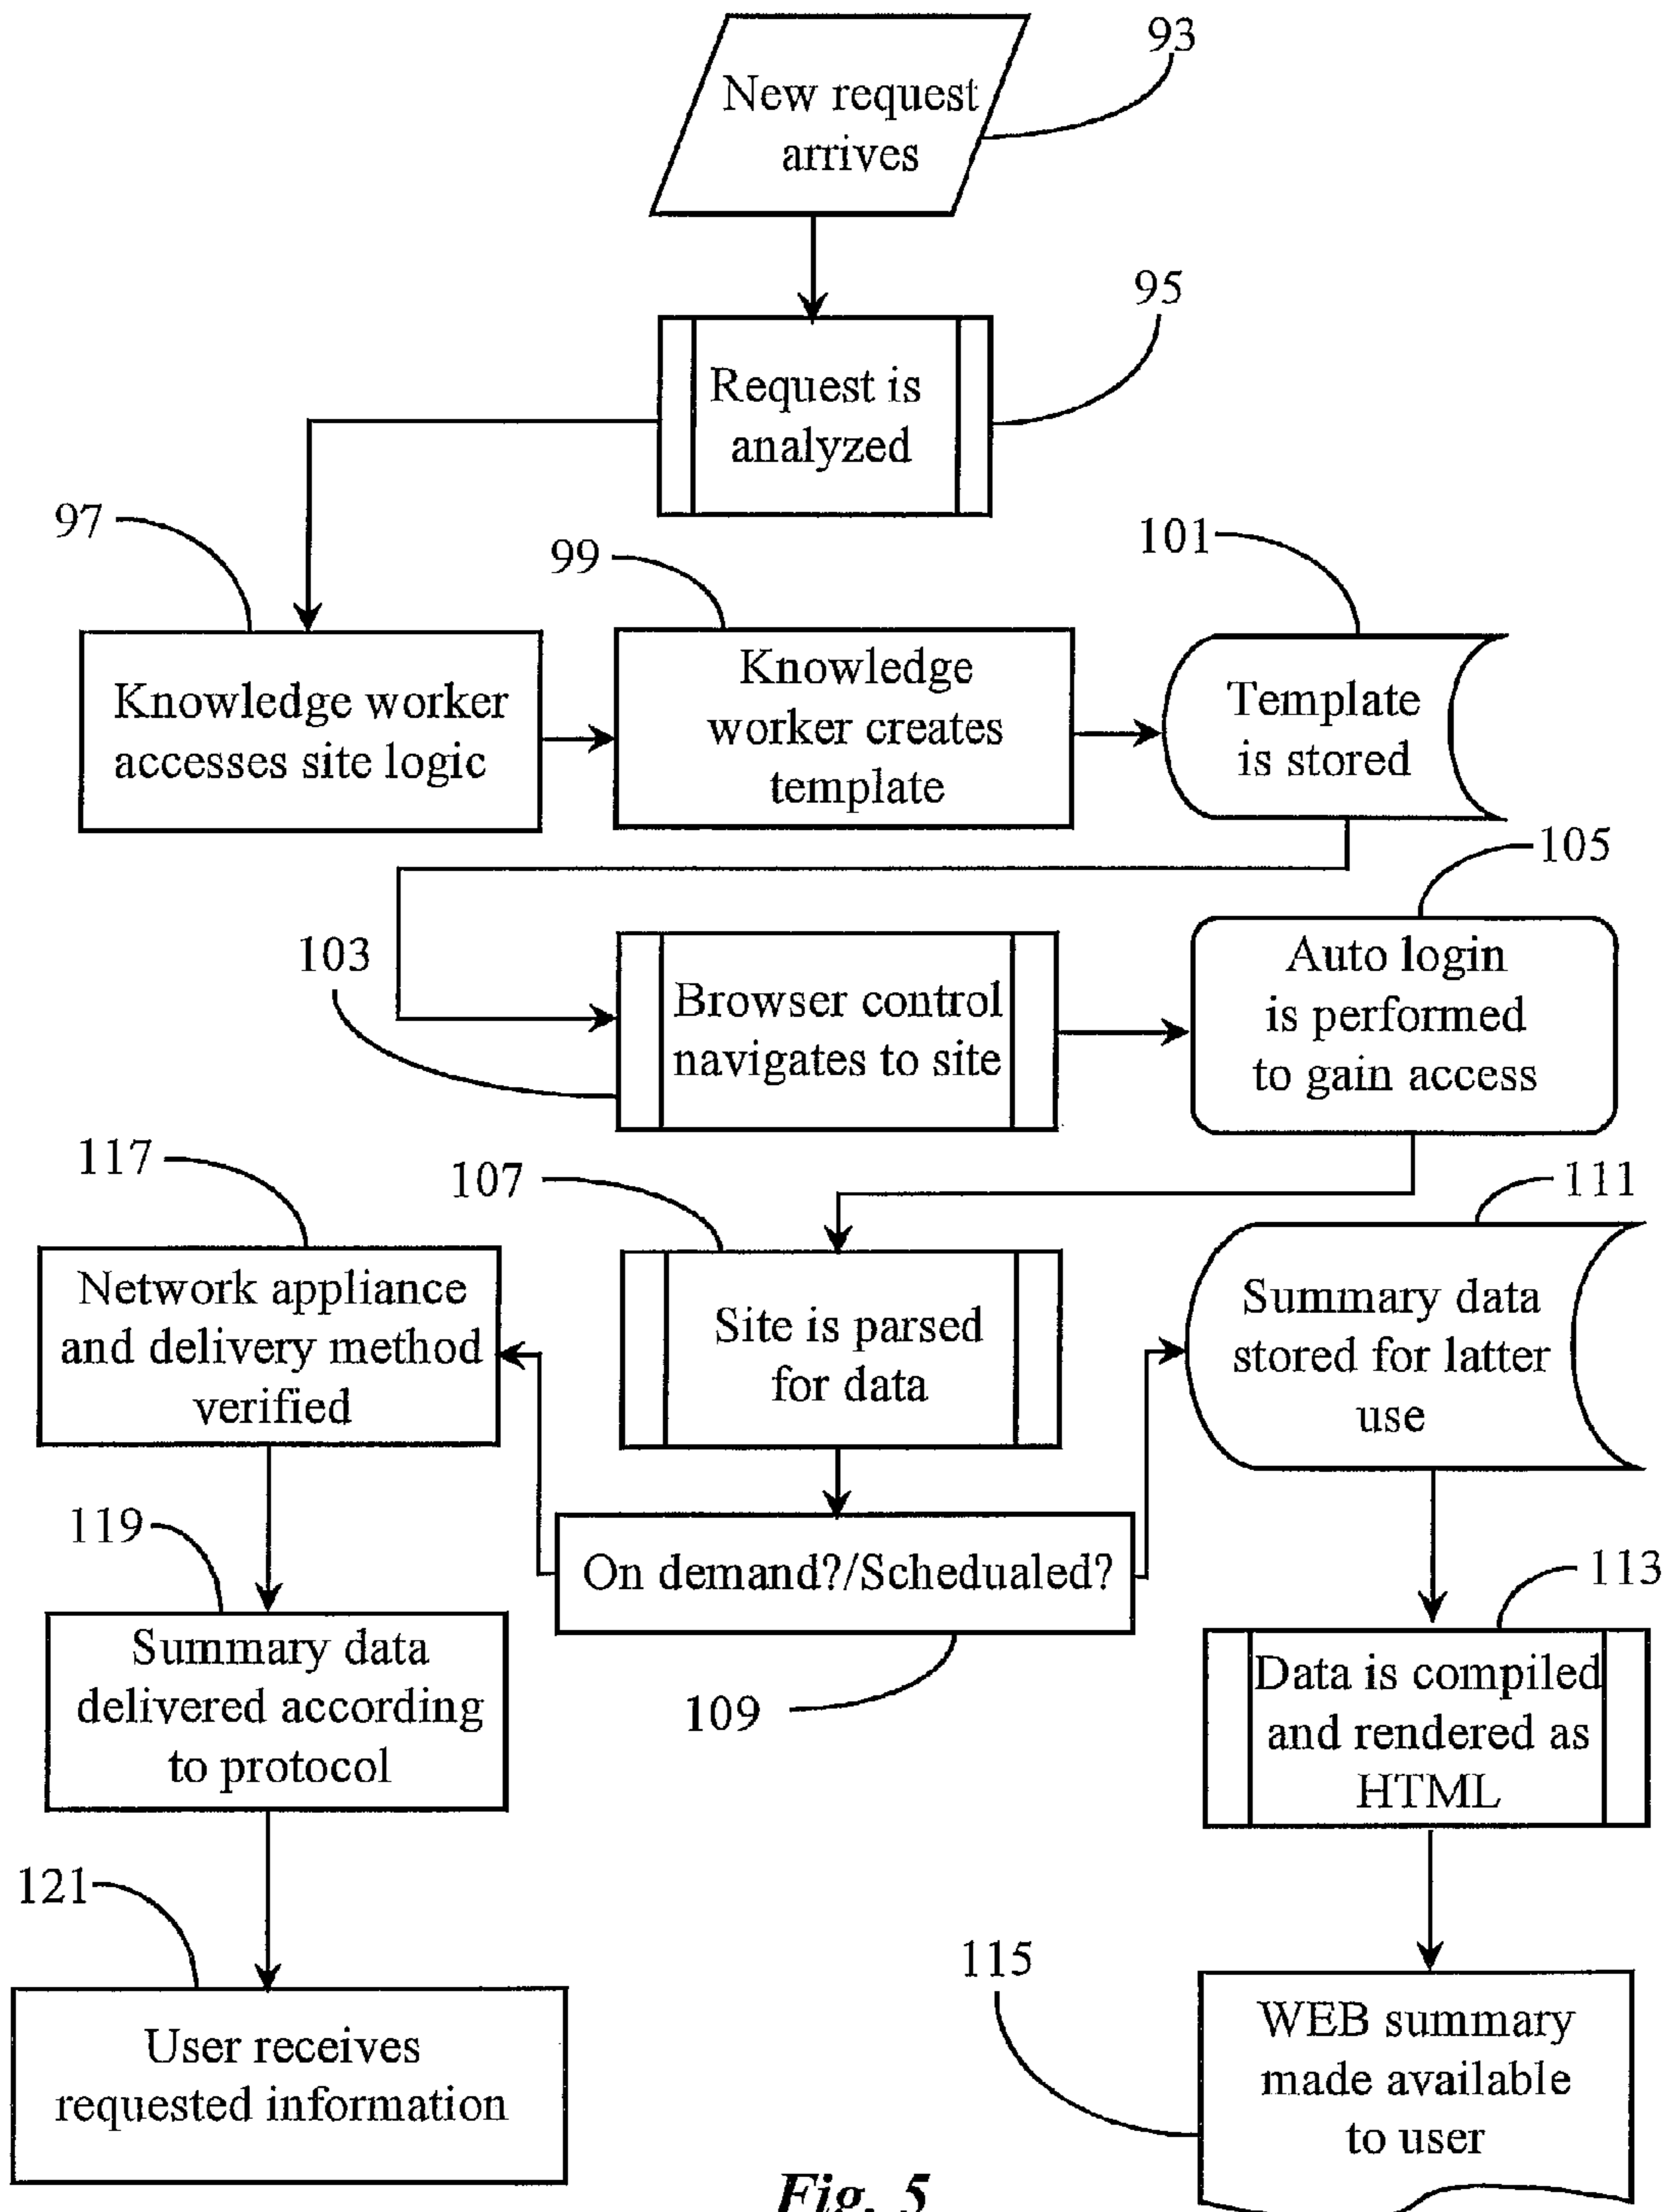 93
New request
arrives
95
Request is
analyzed
97
99
101
Knowledge worker
accesses site logic
Knowledge
worker creates
template
Template
is stored
105
103
Browser control
navigates to site
Auto login
is performed
to gain access
117
107
111
Network appliance
and delivery method
verified
Site is parsed
for data
Summary data
stored for latter
use
119
On demand?/Schedualed?
113
109
Summary data
delivered according
to protocol
Data is compiled
and rendered as
HTML
121
115
User receives
requested information
WEB summary
made available
to user
Fig. 5